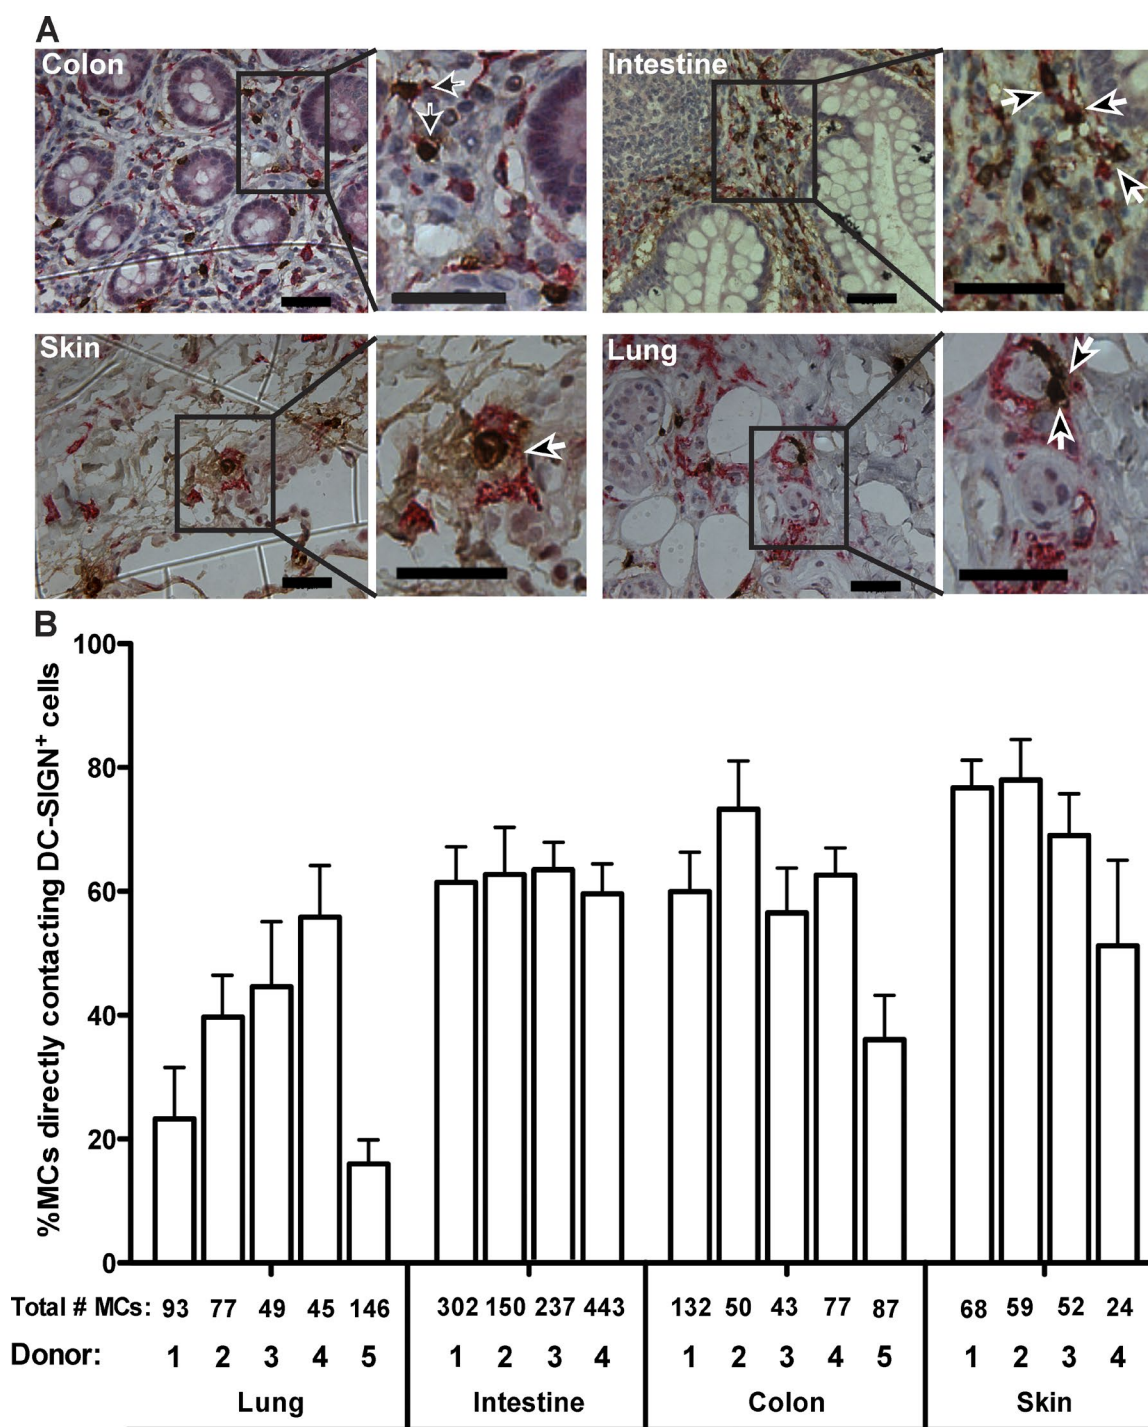 A
Colon
Intestine
Skin
Lung
B
%MCs directly contacting DC-SIGN+ cells
100
80
60
40
20
0
Total # MCs: 93 77 49 45 146 302 150 237 443 132 50 43 77 87 68 59 52 24
Donor: 1 2 3 4 5 1 2 3 4 1 2 3 4 5 1 2 3 4
Lung Intestine Colon Skin